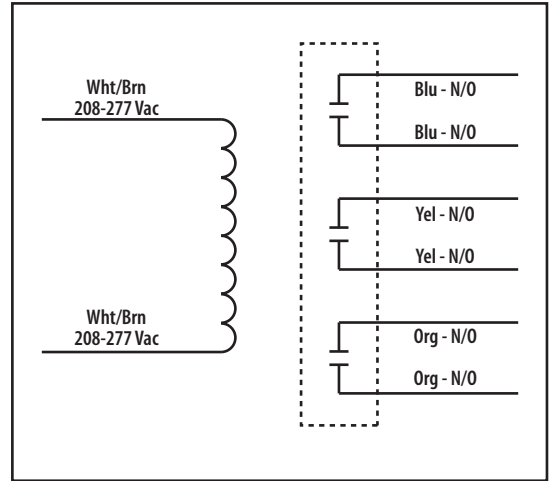 Wht/Brn
208-277 Vac
Wht/Brn
208-277 Vac
Blu - N/O
Blu - N/O
Yel - N/O
Yel - N/O
Org - N/O
Org - N/O